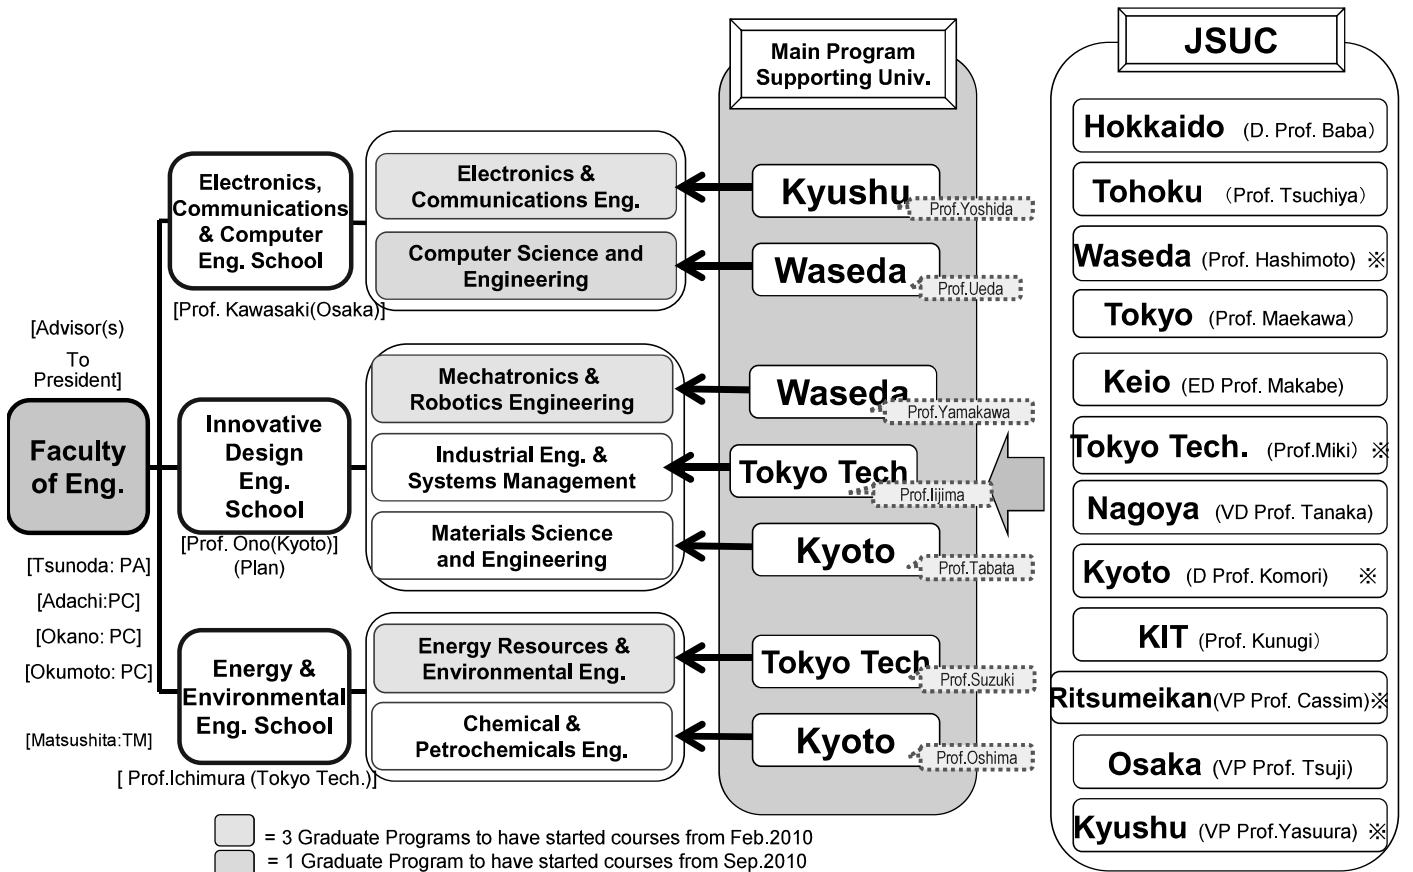 Main Program
Supporting Univ.
JSUC
Electronics,
Communications
& Computer
Eng. School
[Prof. Kawasaki(Osaka)]
Electronics &
Communications Eng.
Computer Science and
Engineering
Kyushu
Prof.Yoshida
Waseda
Prof.Ueda
[Advisor(s)
To
President]
Faculty
of Eng.
[Tsunoda: PA]
[Adachi:PC]
[Okano: PC]
[Okumoto: PC]
[Matsushita:TM]
Innovative
Design
Eng.
School
[Prof. Ono(Kyoto)]
(Plan)
Mechatronics &
Robotics Engineering
Industrial Eng. &
Systems Management
Materials Science
and Engineering
Waseda
Prof.Yamakawa
Tokyo Tech
Prof.Iijima
Kyoto
Prof.Tabata
Energy &
Environmental
Eng. School
[ Prof.Ichimura (Tokyo Tech.)]
Energy Resources &
Environmental Eng.
Chemical &
Petrochemicals Eng.
Tokyo Tech
Prof.Suzuki
Kyoto
Prof.Oshima
Hokkaido (D. Prof. Baba)
Tohoku (Prof. Tsuchiya)
Waseda (Prof. Hashimoto) ※
Tokyo (Prof. Maekawa)
Keio (ED Prof. Makabe)
Tokyo Tech. (Prof.Miki) ※
Nagoya (VD Prof. Tanaka)
Kyoto (D Prof. Komori) ※
KIT (Prof. Kunugi)
Ritsumeikan(VP Prof. Cassim)※
Osaka (VP Prof. Tsuji)
Kyushu (VP Prof.Yasuura) ※
= 3 Graduate Programs to have started courses from Feb.2010
= 1 Graduate Program to have started courses from Sep.2010